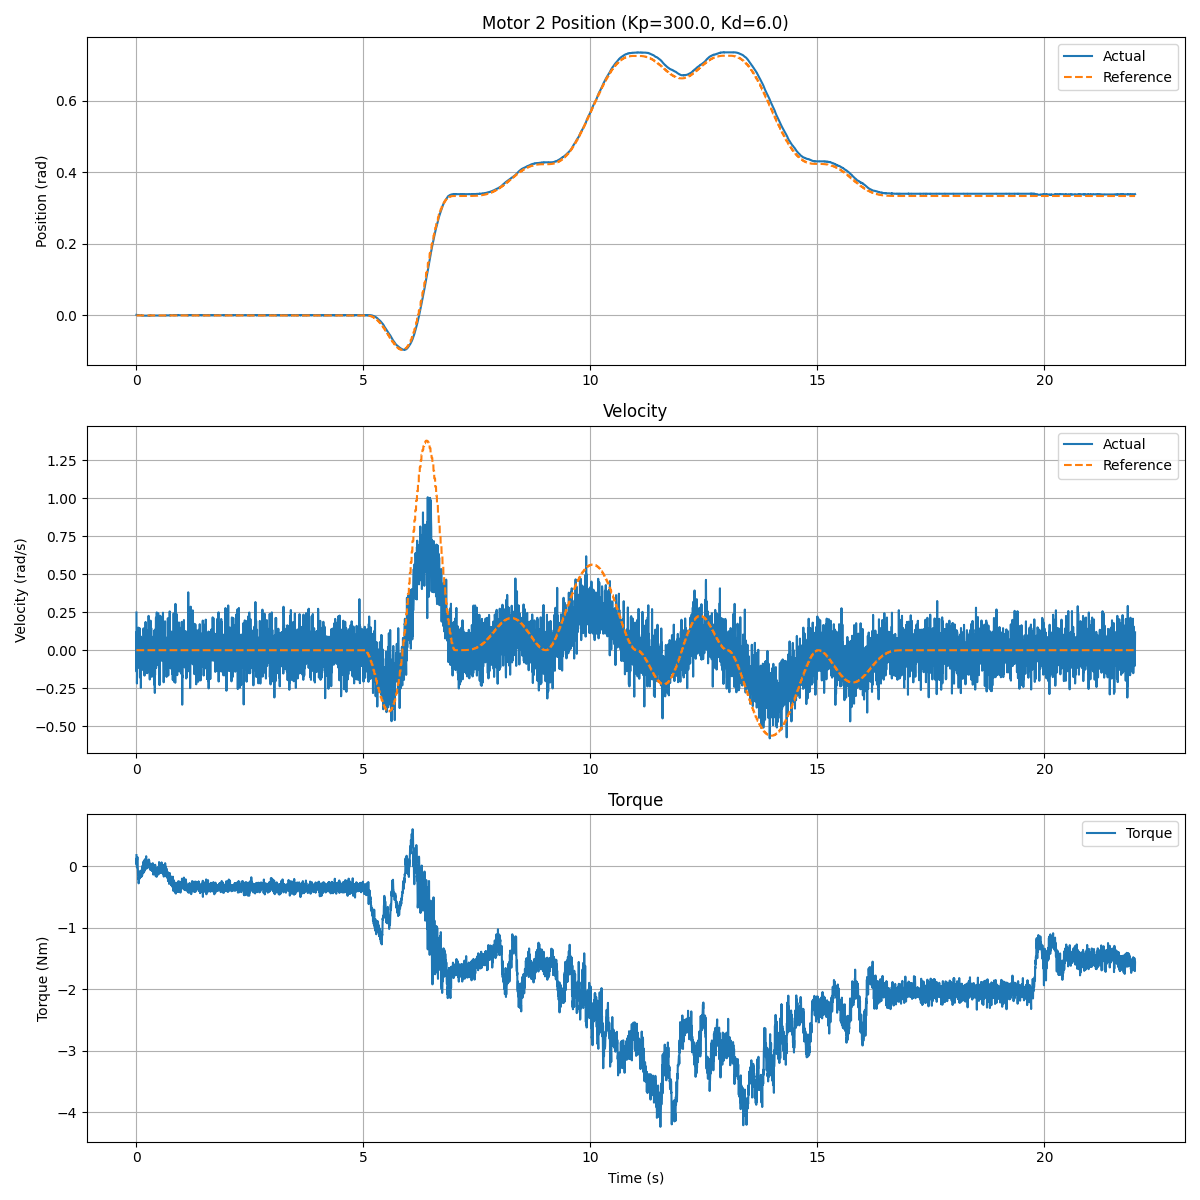 Motor 2 Position (Kp=300.0, Kd=6.0)
Actual
Reference
0.6
0.4
0.2
0.0
Position (rad)
0 5 10 15 20
Velocity
Actual
Reference
1.25
1.00
0.75
0.50
0.25
0.00
−0.25
−0.50
Velocity (rad/s)
0 5 10 15 20
Torque
Torque
0
−1
−2
−3
−4
Torque (Nm)
0 5 10 15 20
Time (s)